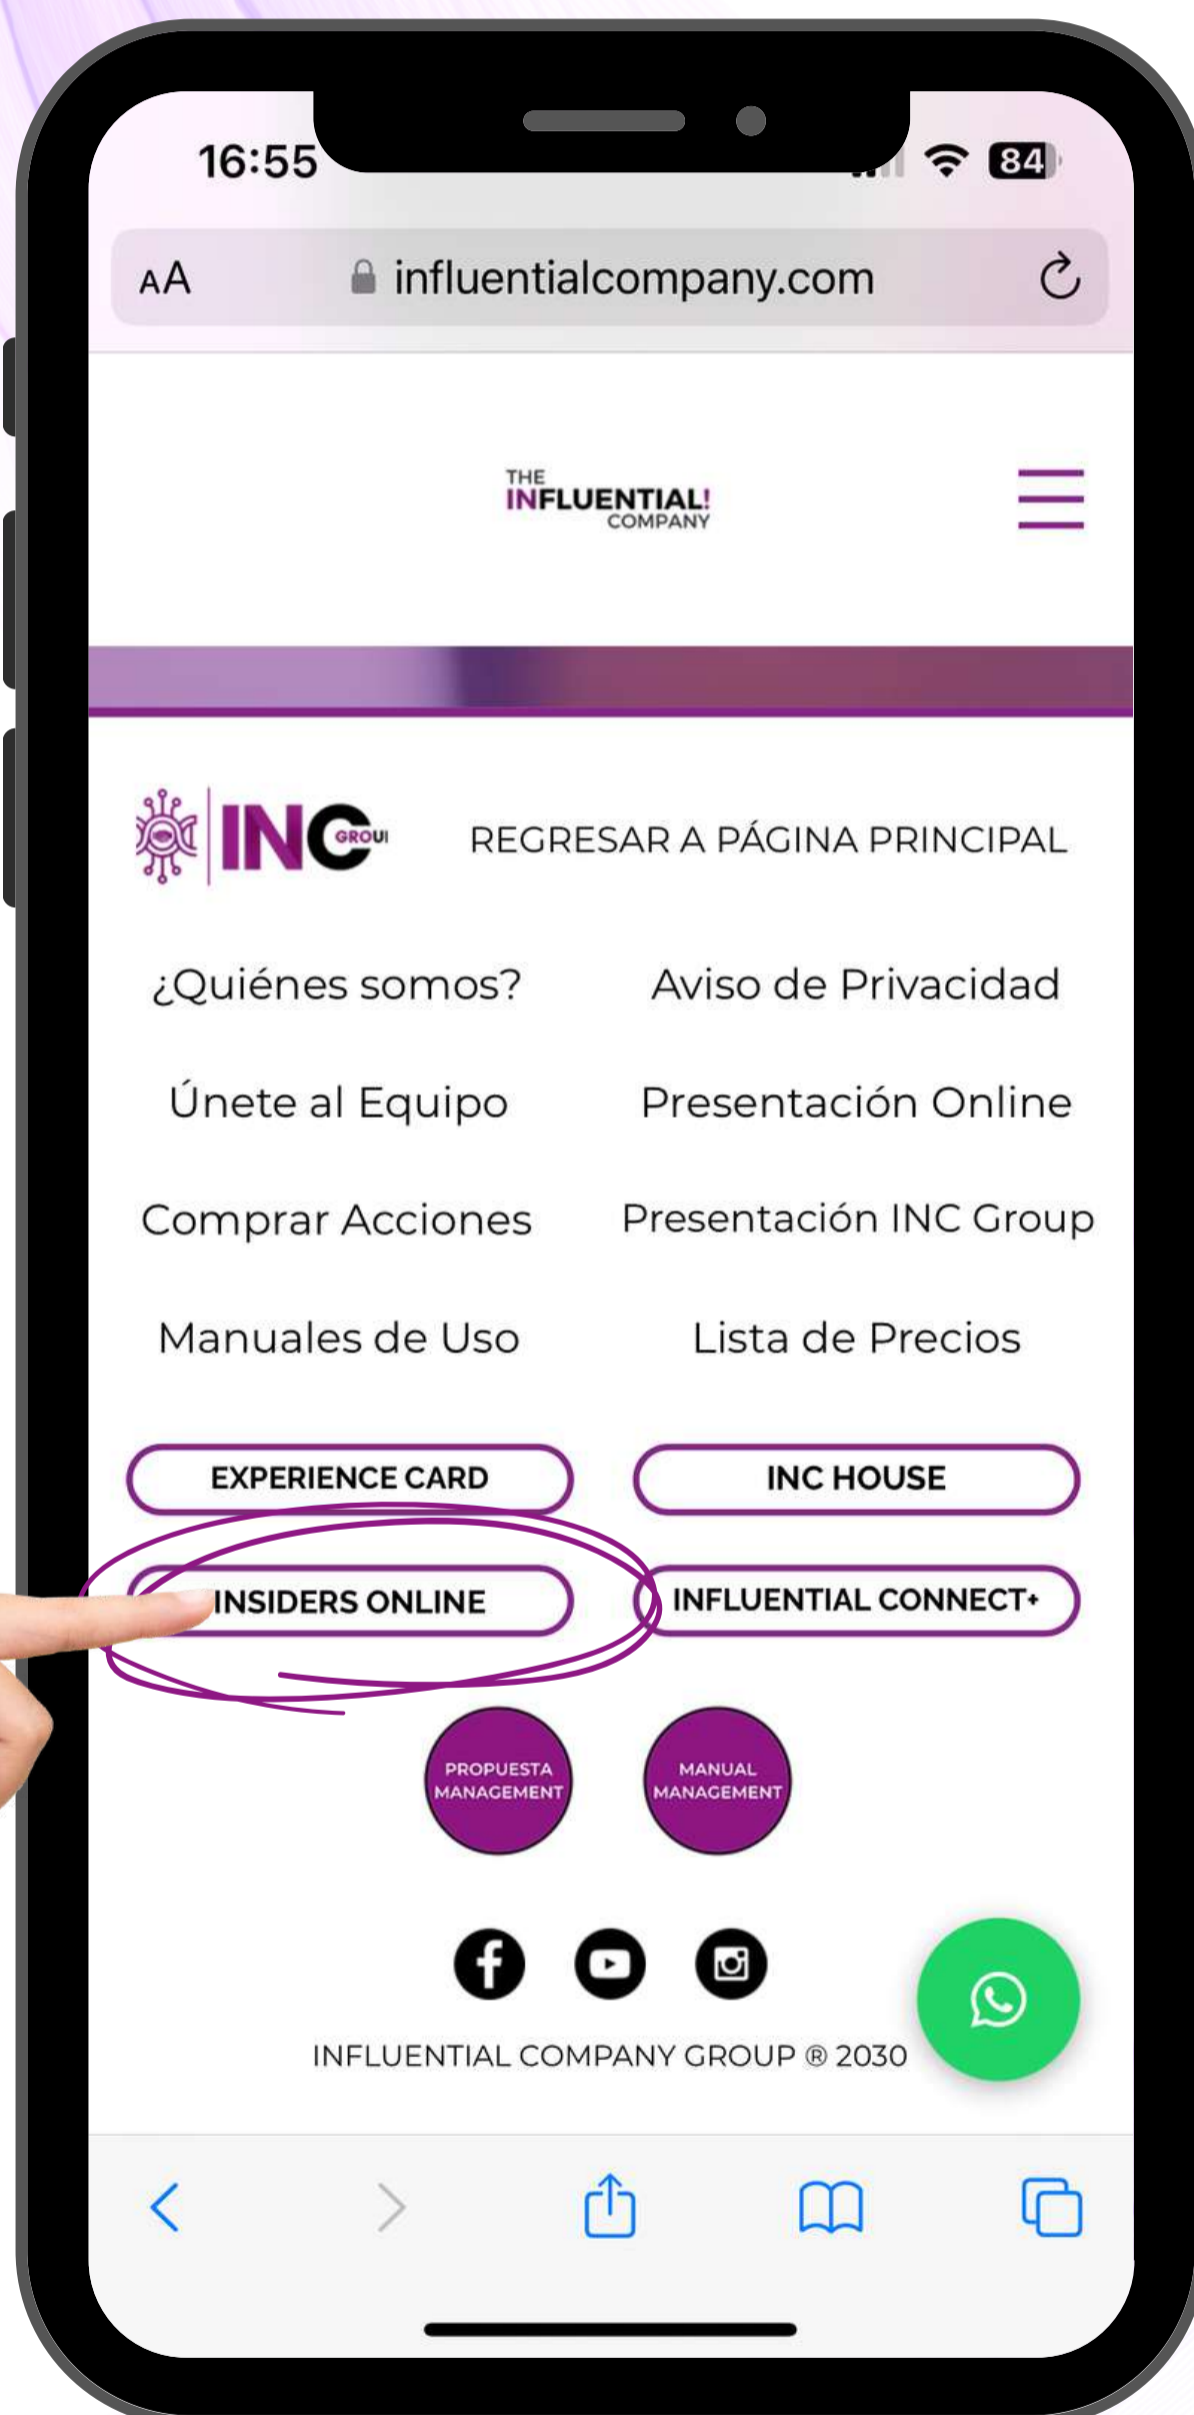 16:55
84
AA
influentialcompany.com
THE
INFLUENTIAL!
COMPANY
INC
GROUP
REGRESAR A PÁGINA PRINCIPAL
¿Quiénes somos?
Aviso de Privacidad
Únete al Equipo
Presentación Online
Comprar Acciones
Presentación INC Group
Manuales de Uso
Lista de Precios
EXPERIENCE CARD
INC HOUSE
INSIDERS ONLINE
INFLUENTIAL CONNECT+
PROPUESTA
MANAGEMENT
MANUAL
MANAGEMENT
INFLUENTIAL COMPANY GROUP ® 2030